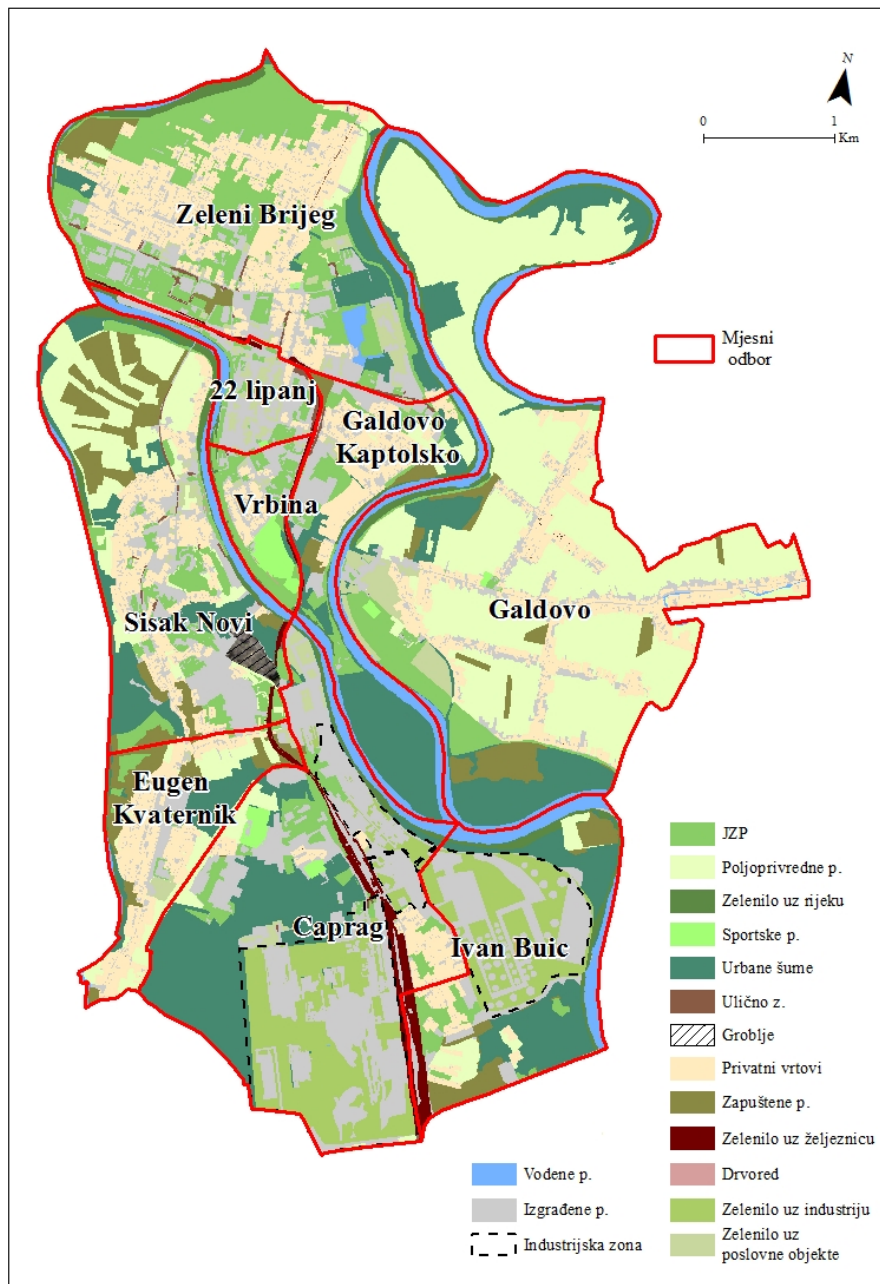 N
0 1
Km
Zeleni Brijeg
Mjesni
odbor
22 lipanj
Galdovo
Kaptolsko
Vrbina
Galdovo
Sisak Novi
Eugen
Kvaternik
Caprag
Ivan Buic
JZP
Poljoprivredne p.
Zelenilo uz rijeku
Sportske p.
Urbane šume
Ulično z.
Groblje
Privatni vrtovi
Zapuštene p.
Zelenilo uz željeznicu
Vodene p.
Drvored
Izgrađene p.
Zelenilo uz industriju
Industrijska zona
Zelenilo uz
poslovne objekte